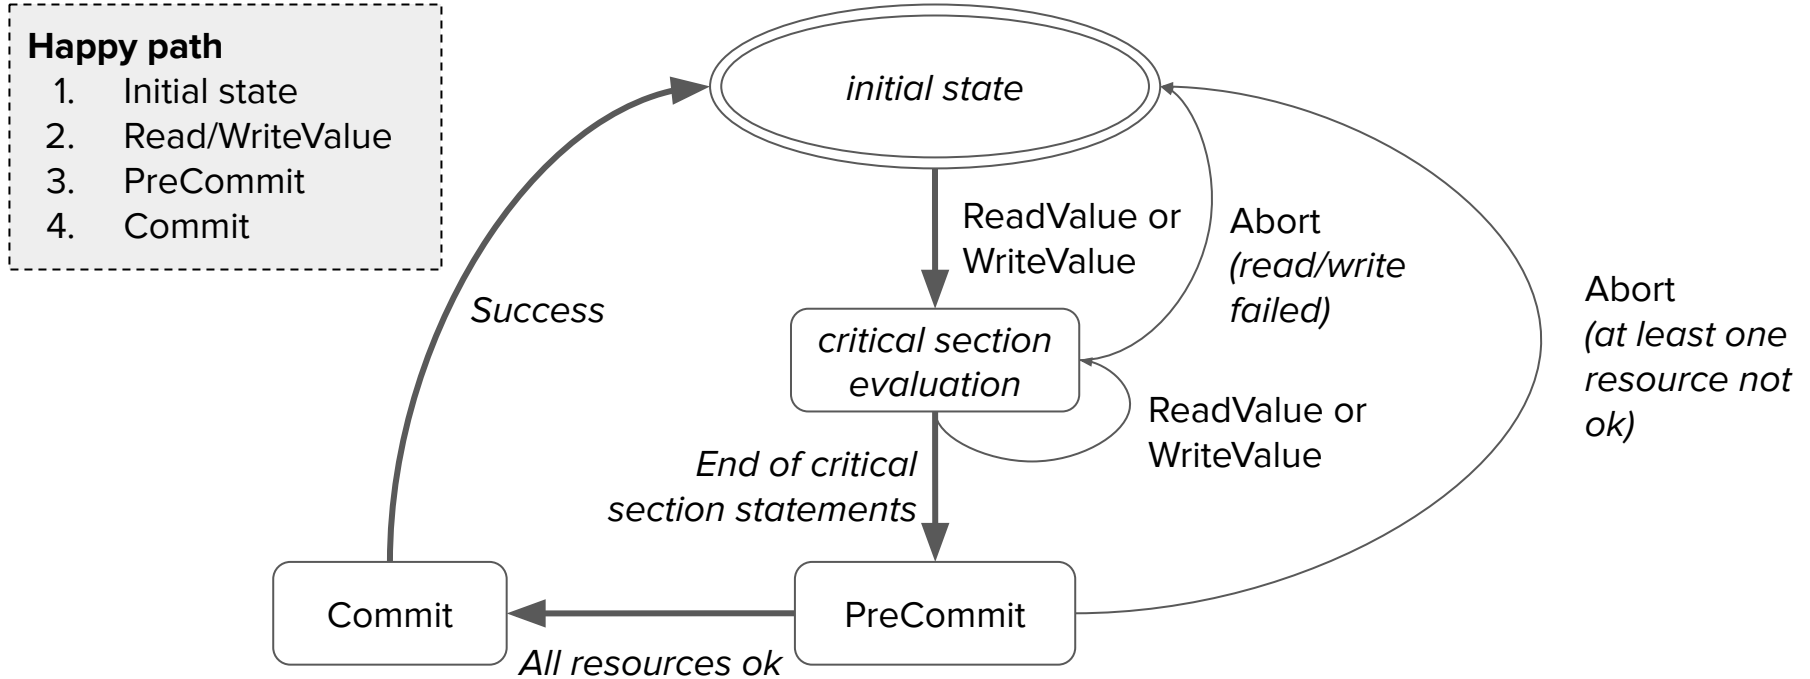 Happy path
1. Initial state
2. Read/WriteValue
3. PreCommit
4. Commit
initial state
ReadValue or
WriteValue
Abort
(read/write
failed)
Abort
(at least one
resource not
ok)
Success
critical section
evaluation
ReadValue or
WriteValue
End of critical
section statements
Commit
PreCommit
All resources ok